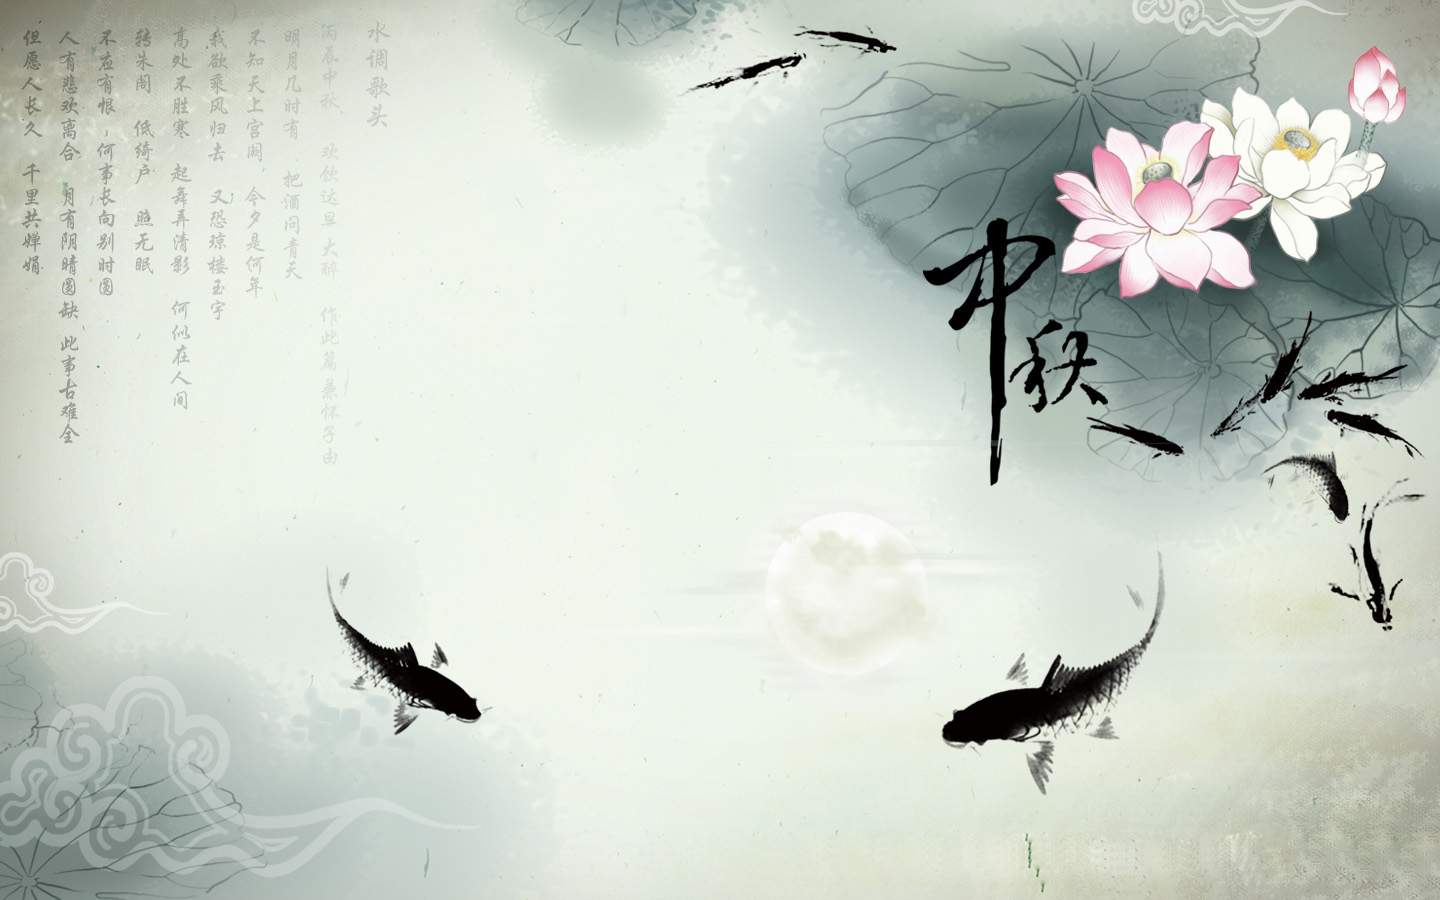 水调歌头
丙辰中秋 欢饮达旦 大醉 作此篇兼怀子由
明月几时有 把酒问青天
不知天上宫阙，今夕是何年
我欲乘风归去 又恐琼楼玉宇
高处不胜寒 起舞弄清影 何似在人间
转朱阁 低绮户 照无眠
不应有恨，何事长向别时圆
人有悲欢离合 月有阴晴圆缺 此事古难全
但愿人长久 千里共婵娟
中秋